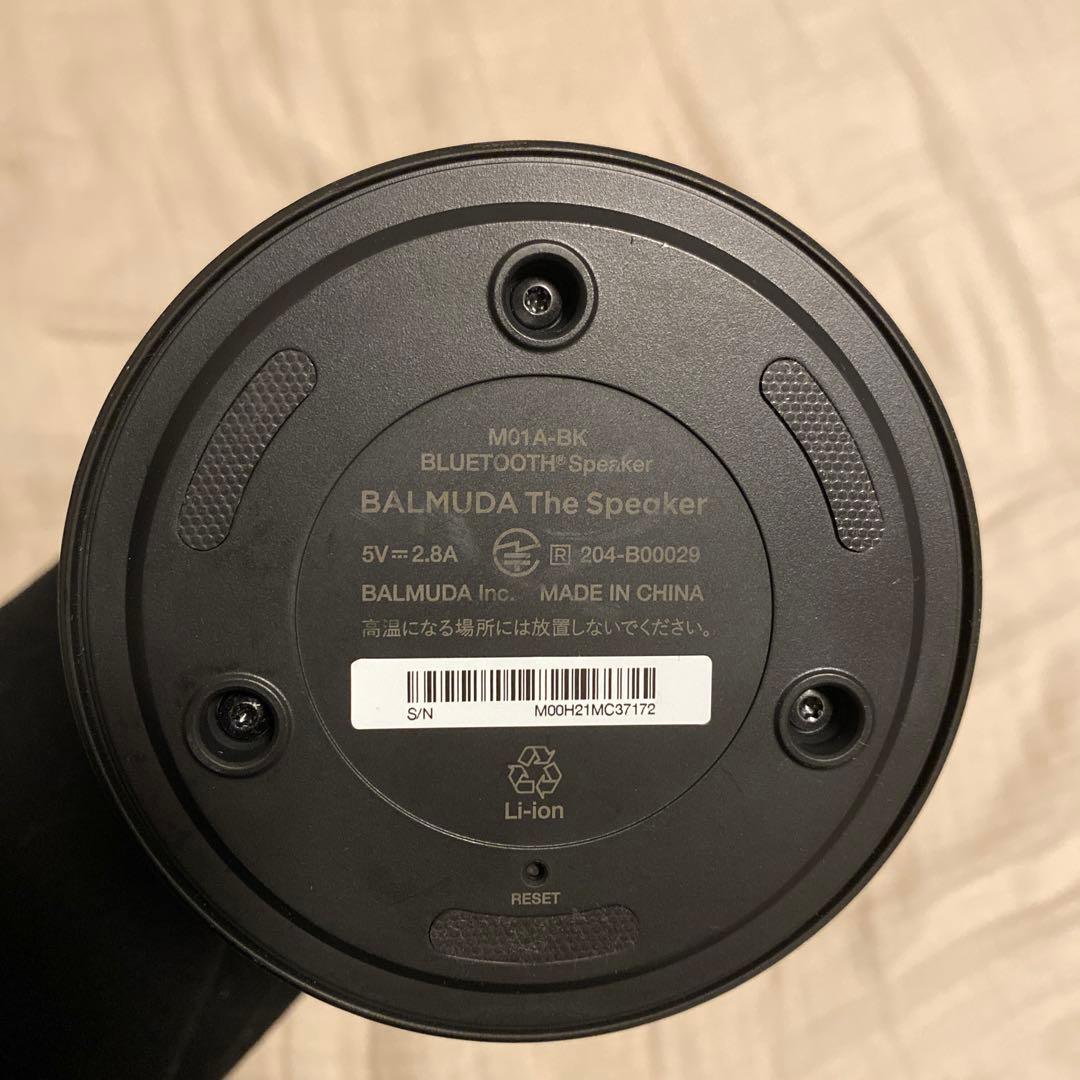 M01A-BK
BLUETOOTH® Speaker
BALMUDA The Speaker
5V⎓2.8A R 204-B00029
BALMUDA Inc. MADE IN CHINA
高温になる場所には放置しないでください。
S/N M00H21MC37172
Li-ion
RESET